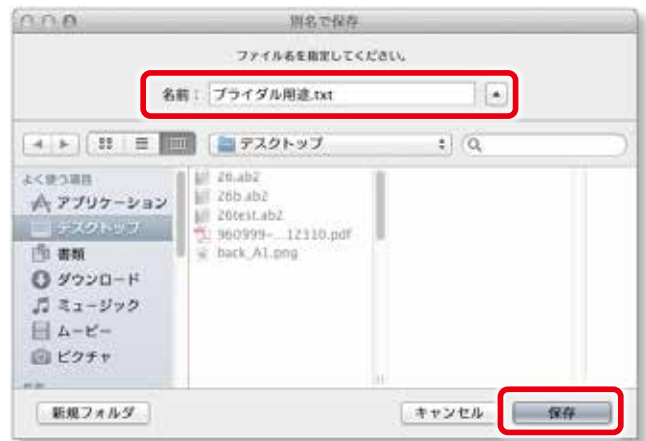 別名で保存
ファイル名を指定してください。
名前： ブライダル用途.txt
デスクトップ
よく使う項目
アプリケーション
デスクトップ
書類
ダウンロード
ミュージック
ムービー
ピクチャ
26.ab2
26b.ab2
26test.ab2
960999-...12310.pdf
back_A1.png
新規フォルダ
キャンセル
保存